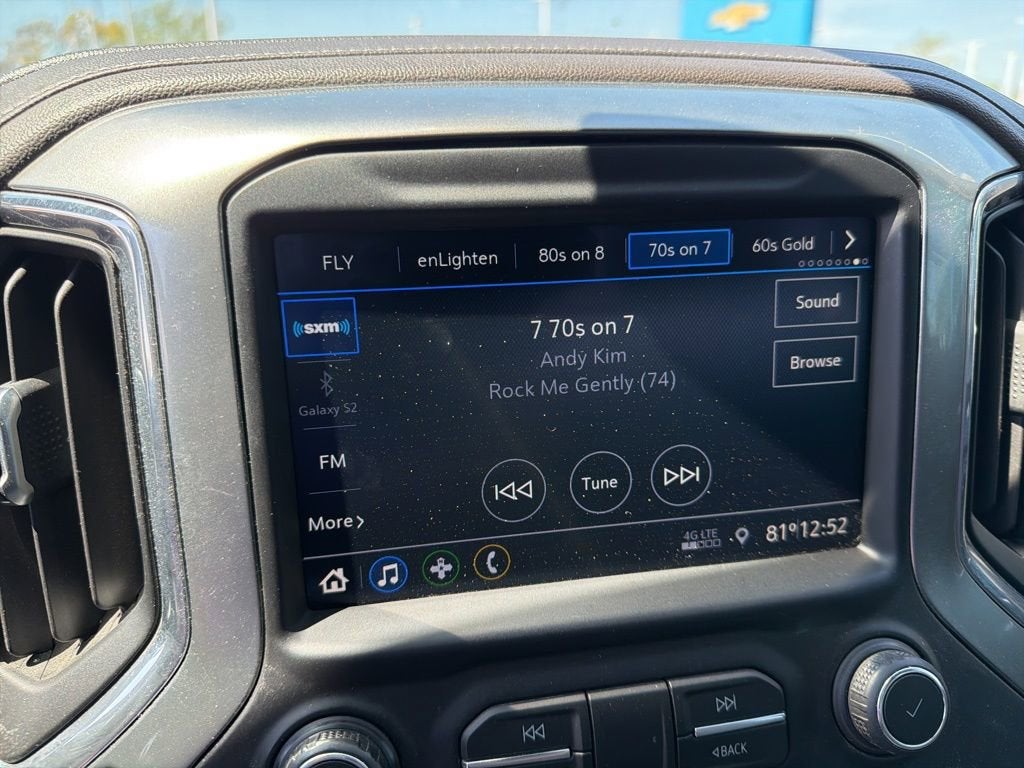 FLY enLighten 80s on 8 70s on 7 60s Gold
sxm
7 70s on 7
Sound
Andy Kim
Browse
Rock Me Gently (74)
Galaxy S2
FM
Tune
More
4G LTE 81° 12:52
BACK